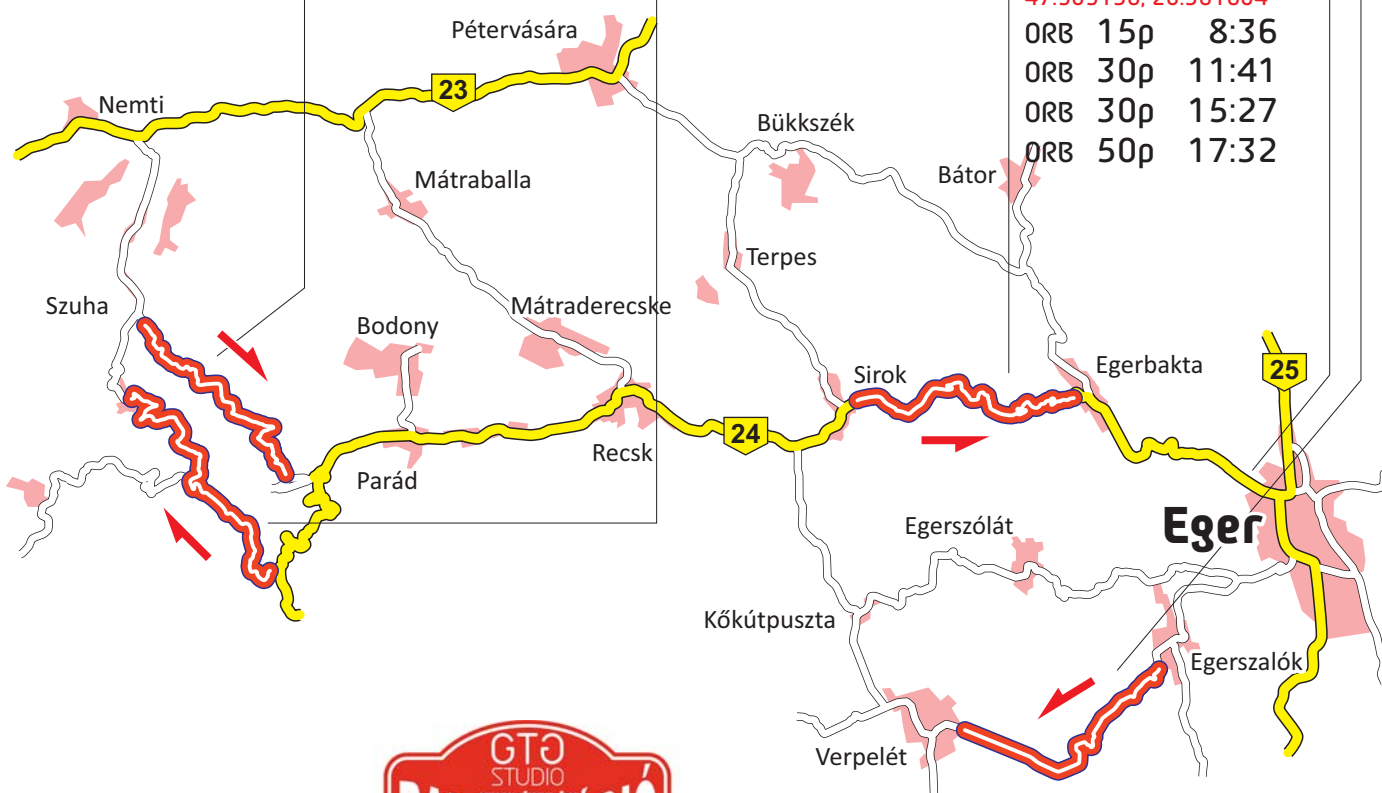 Pétervására
ORB 15p 8:36
ORB 30p 11:41
ORB 30p 15:27
ORB 50p 17:32
23
Nemti
Bükkszék
Mátraballa
Bátor
Terpes
Szuha
Mátraderecske
Bodony
Egerbakta
Sirok
25
24
Recsk
Parád
Eger
Egerszólát
Kőkútpuszta
Egerszalók
Verpelét
GTG
STUDIO